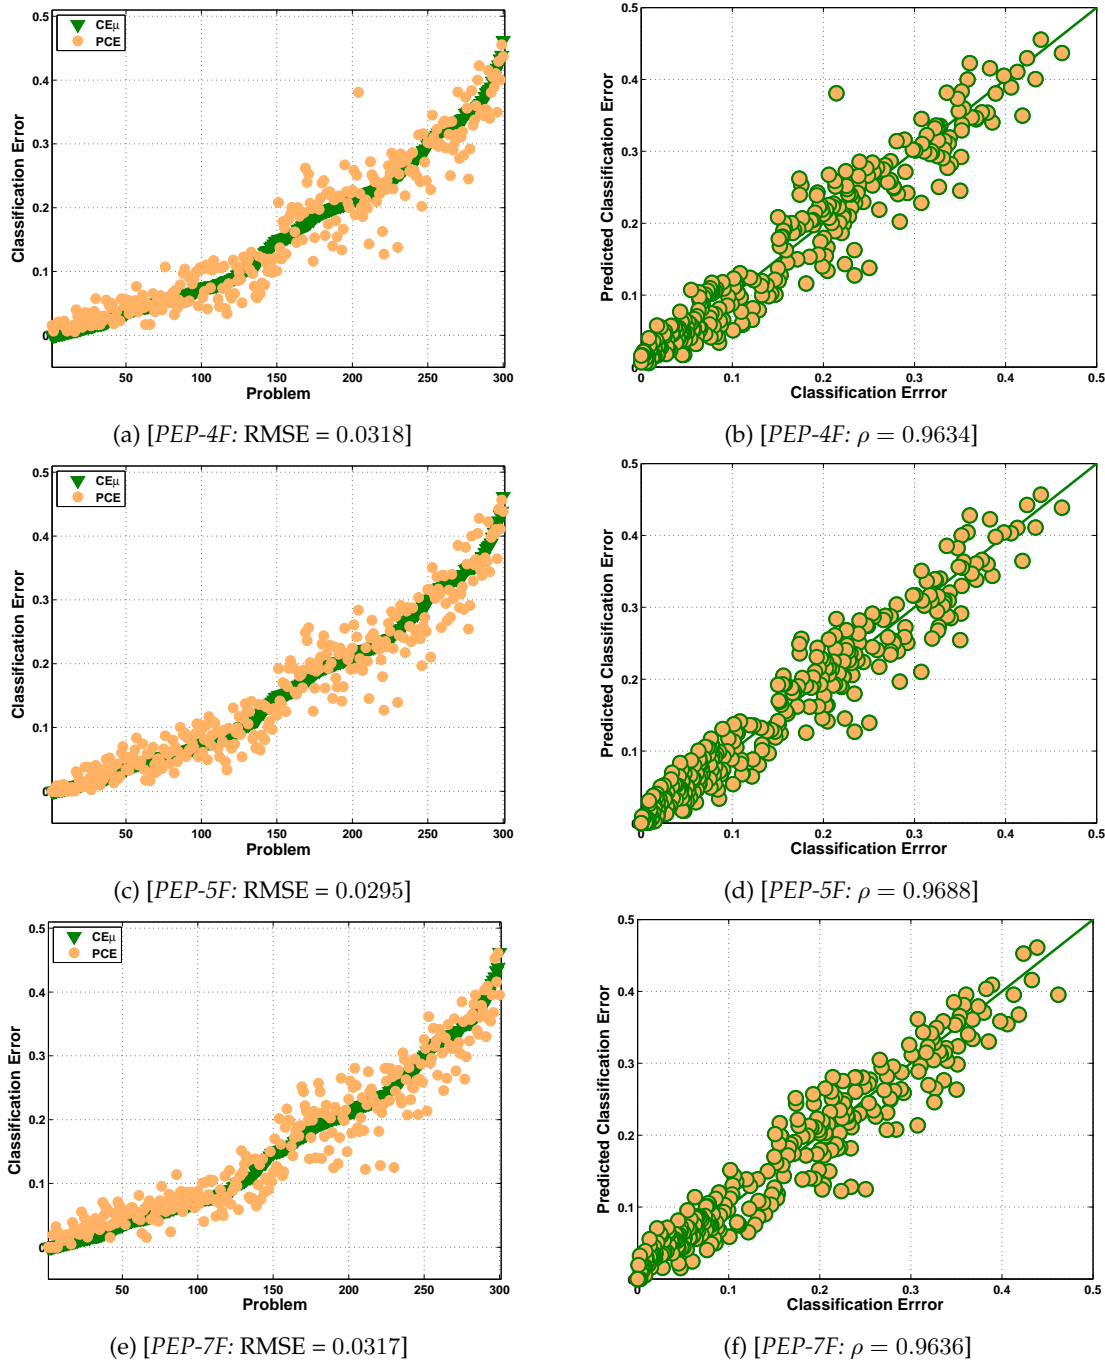 0.5
0.4
0.3
0.2
0.1
0
CEμ
PCE
Classification Error
50 100 150 200 250 300
Problem
(a) [PEP-4F: RMSE = 0.0318]
0.5
0.4
0.3
0.2
0.1
0
Predicted Classification Error
0 0.1 0.2 0.3 0.4 0.5
Classification Errror
(b) [PEP-4F: ρ = 0.9634]
0.5
0.4
0.3
0.2
0.1
0
CEμ
PCE
Classification Error
50 100 150 200 250 300
Problem
(c) [PEP-5F: RMSE = 0.0295]
0.5
0.4
0.3
0.2
0.1
0
Predicted Classification Error
0 0.1 0.2 0.3 0.4 0.5
Classification Errror
(d) [PEP-5F: ρ = 0.9688]
0.5
0.4
0.3
0.2
0.1
0
CEμ
PCE
Classification Error
50 100 150 200 250 300
Problem
(e) [PEP-7F: RMSE = 0.0317]
0.5
0.4
0.3
0.2
0.1
0
Predicted Classification Error
0 0.1 0.2 0.3 0.4 0.5
Classification Errror
(f) [PEP-7F: ρ = 0.9636]